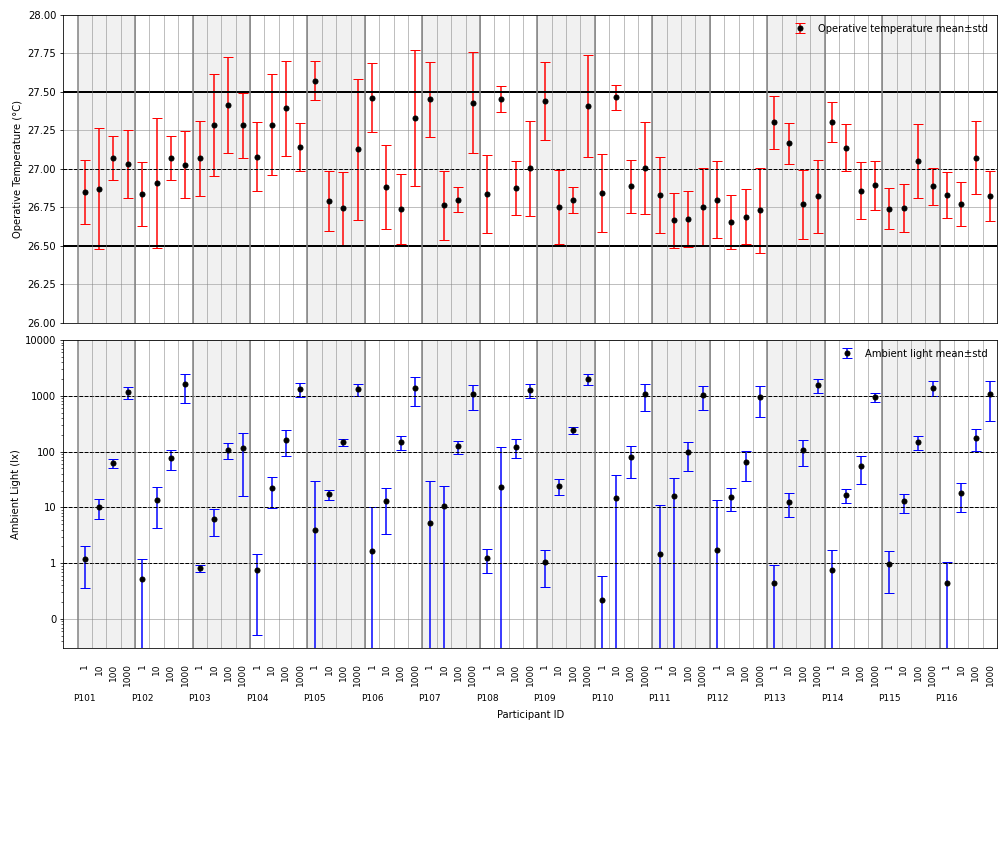 28.00
Operative temperature mean±std
27.75
27.50
27.25
27.00
26.75
26.50
26.25
26.00
Operative Temperature (°C)
10000
Ambient light mean±std
1000
100
10
1
0
Ambient Light (lx)
1 10 100 1000 1 10 100 1000 1 10 100 1000 1 10 100 1000 1 10 100 1000 1 10 100 1000 1 10 100 1000 1 10 100 1000 1 10 100 1000 1 10 100 1000 1 10 100 1000 1 10 100 1000 1 10 100 1000 1 10 100 1000 1 10 100 1000 1 10 100 1000
P101 P102 P103 P104 P105 P106 P107 P108 P109 P110 P111 P112 P113 P114 P115 P116
Participant ID